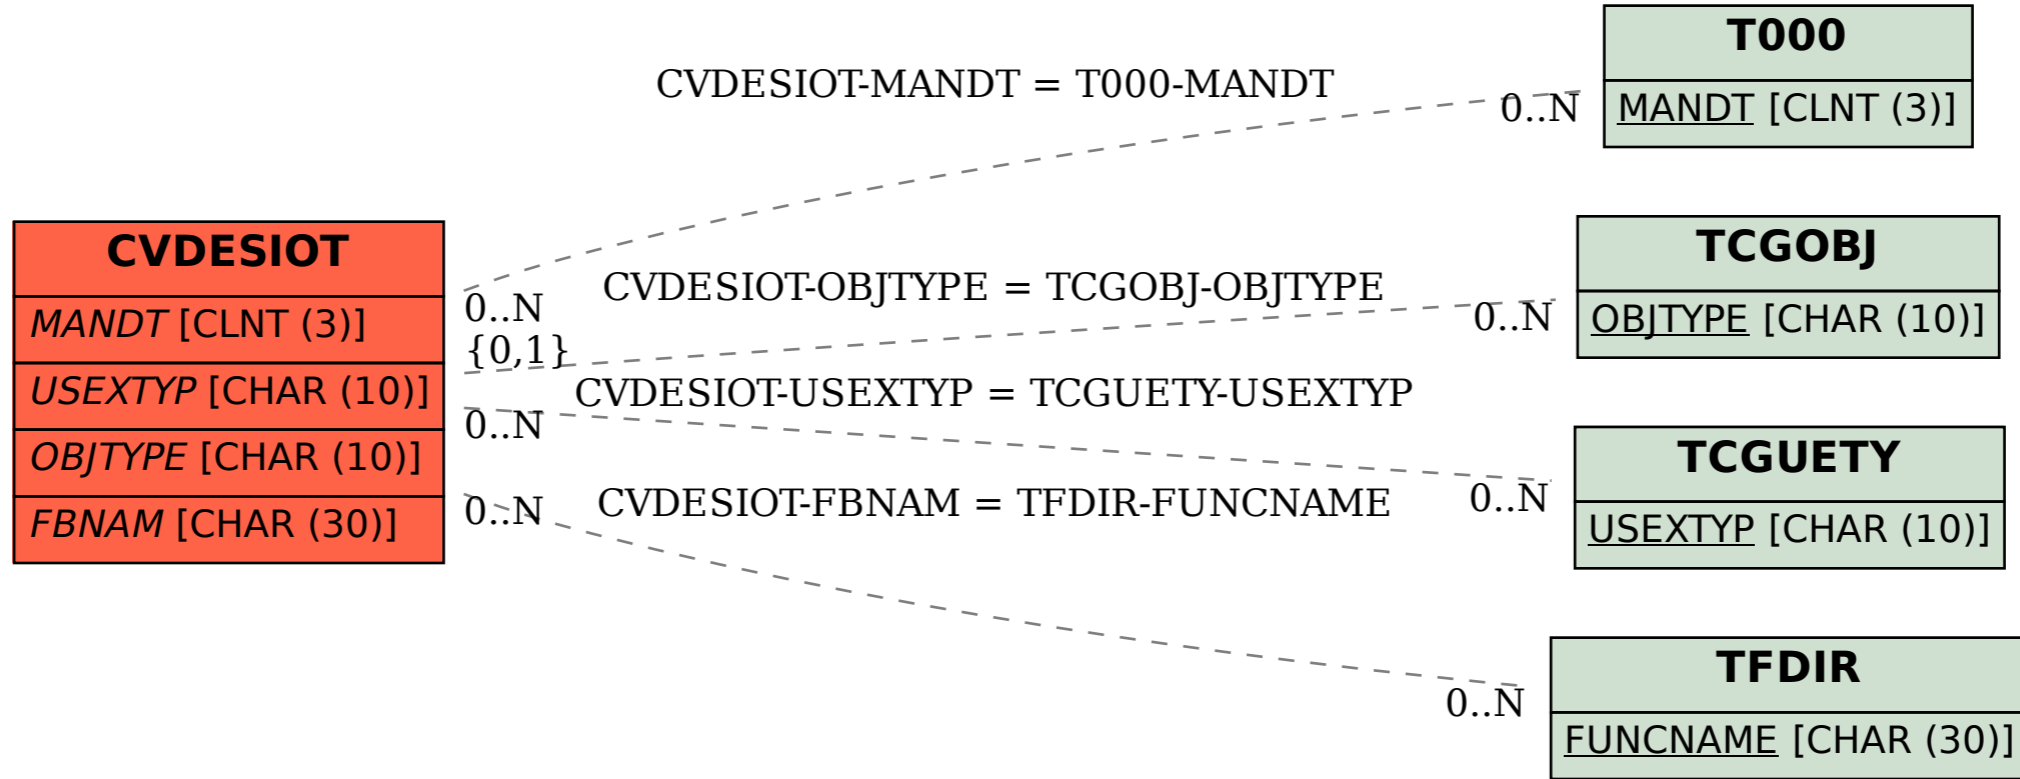 T000
MANDT [CLNT (3)]
CVDESIOT-MANDT = T000-MANDT
0..N
CVDESIOT
MANDT [CLNT (3)]
USEXTYP [CHAR (10)]
OBJTYPE [CHAR (10)]
FBNAM [CHAR (30)]
0..N
{0,1}
0..N
0..N
CVDESIOT-OBJTYPE = TCGOBJ-OBJTYPE
0..N
TCGOBJ
OBJTYPE [CHAR (10)]
CVDESIOT-USEXTYP = TCGUETY-USEXTYP
0..N
TCGUETY
USEXTYP [CHAR (10)]
CVDESIOT-FBNAM = TFDIR-FUNCNAME
0..N
TFDIR
FUNCNAME [CHAR (30)]